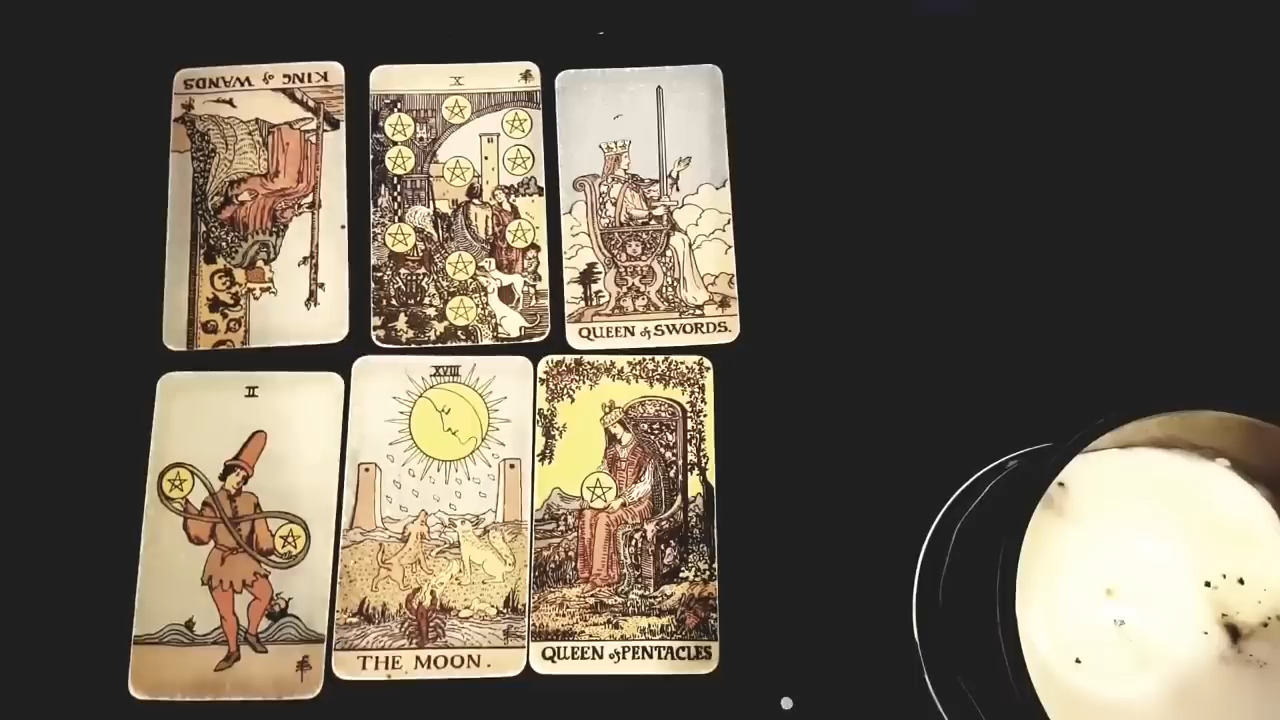 KING of WANDS
X
QUEEN of SWORDS.
II
XVIII
THE MOON.
QUEEN of PENTACLES